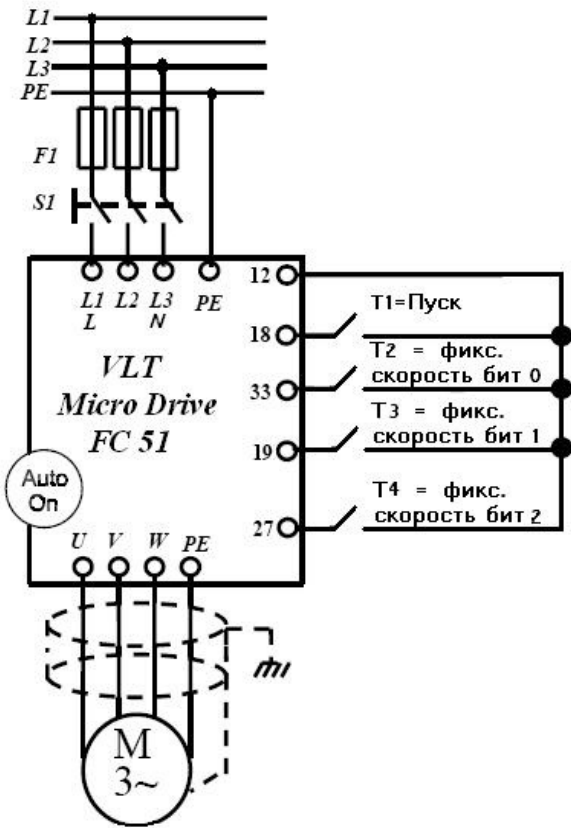 L1
L2
L3
PE
F1
S1
L1 L2 L3 PE
L N
12
18
33
19
27
VLT
Micro Drive
FC 51
Auto
On
U V W PE
T1=Пуск
T2 = фикс.
скорость бит 0
T3 = фикс.
скорость бит 1
T4 = фикс.
скорость бит 2
M
3~